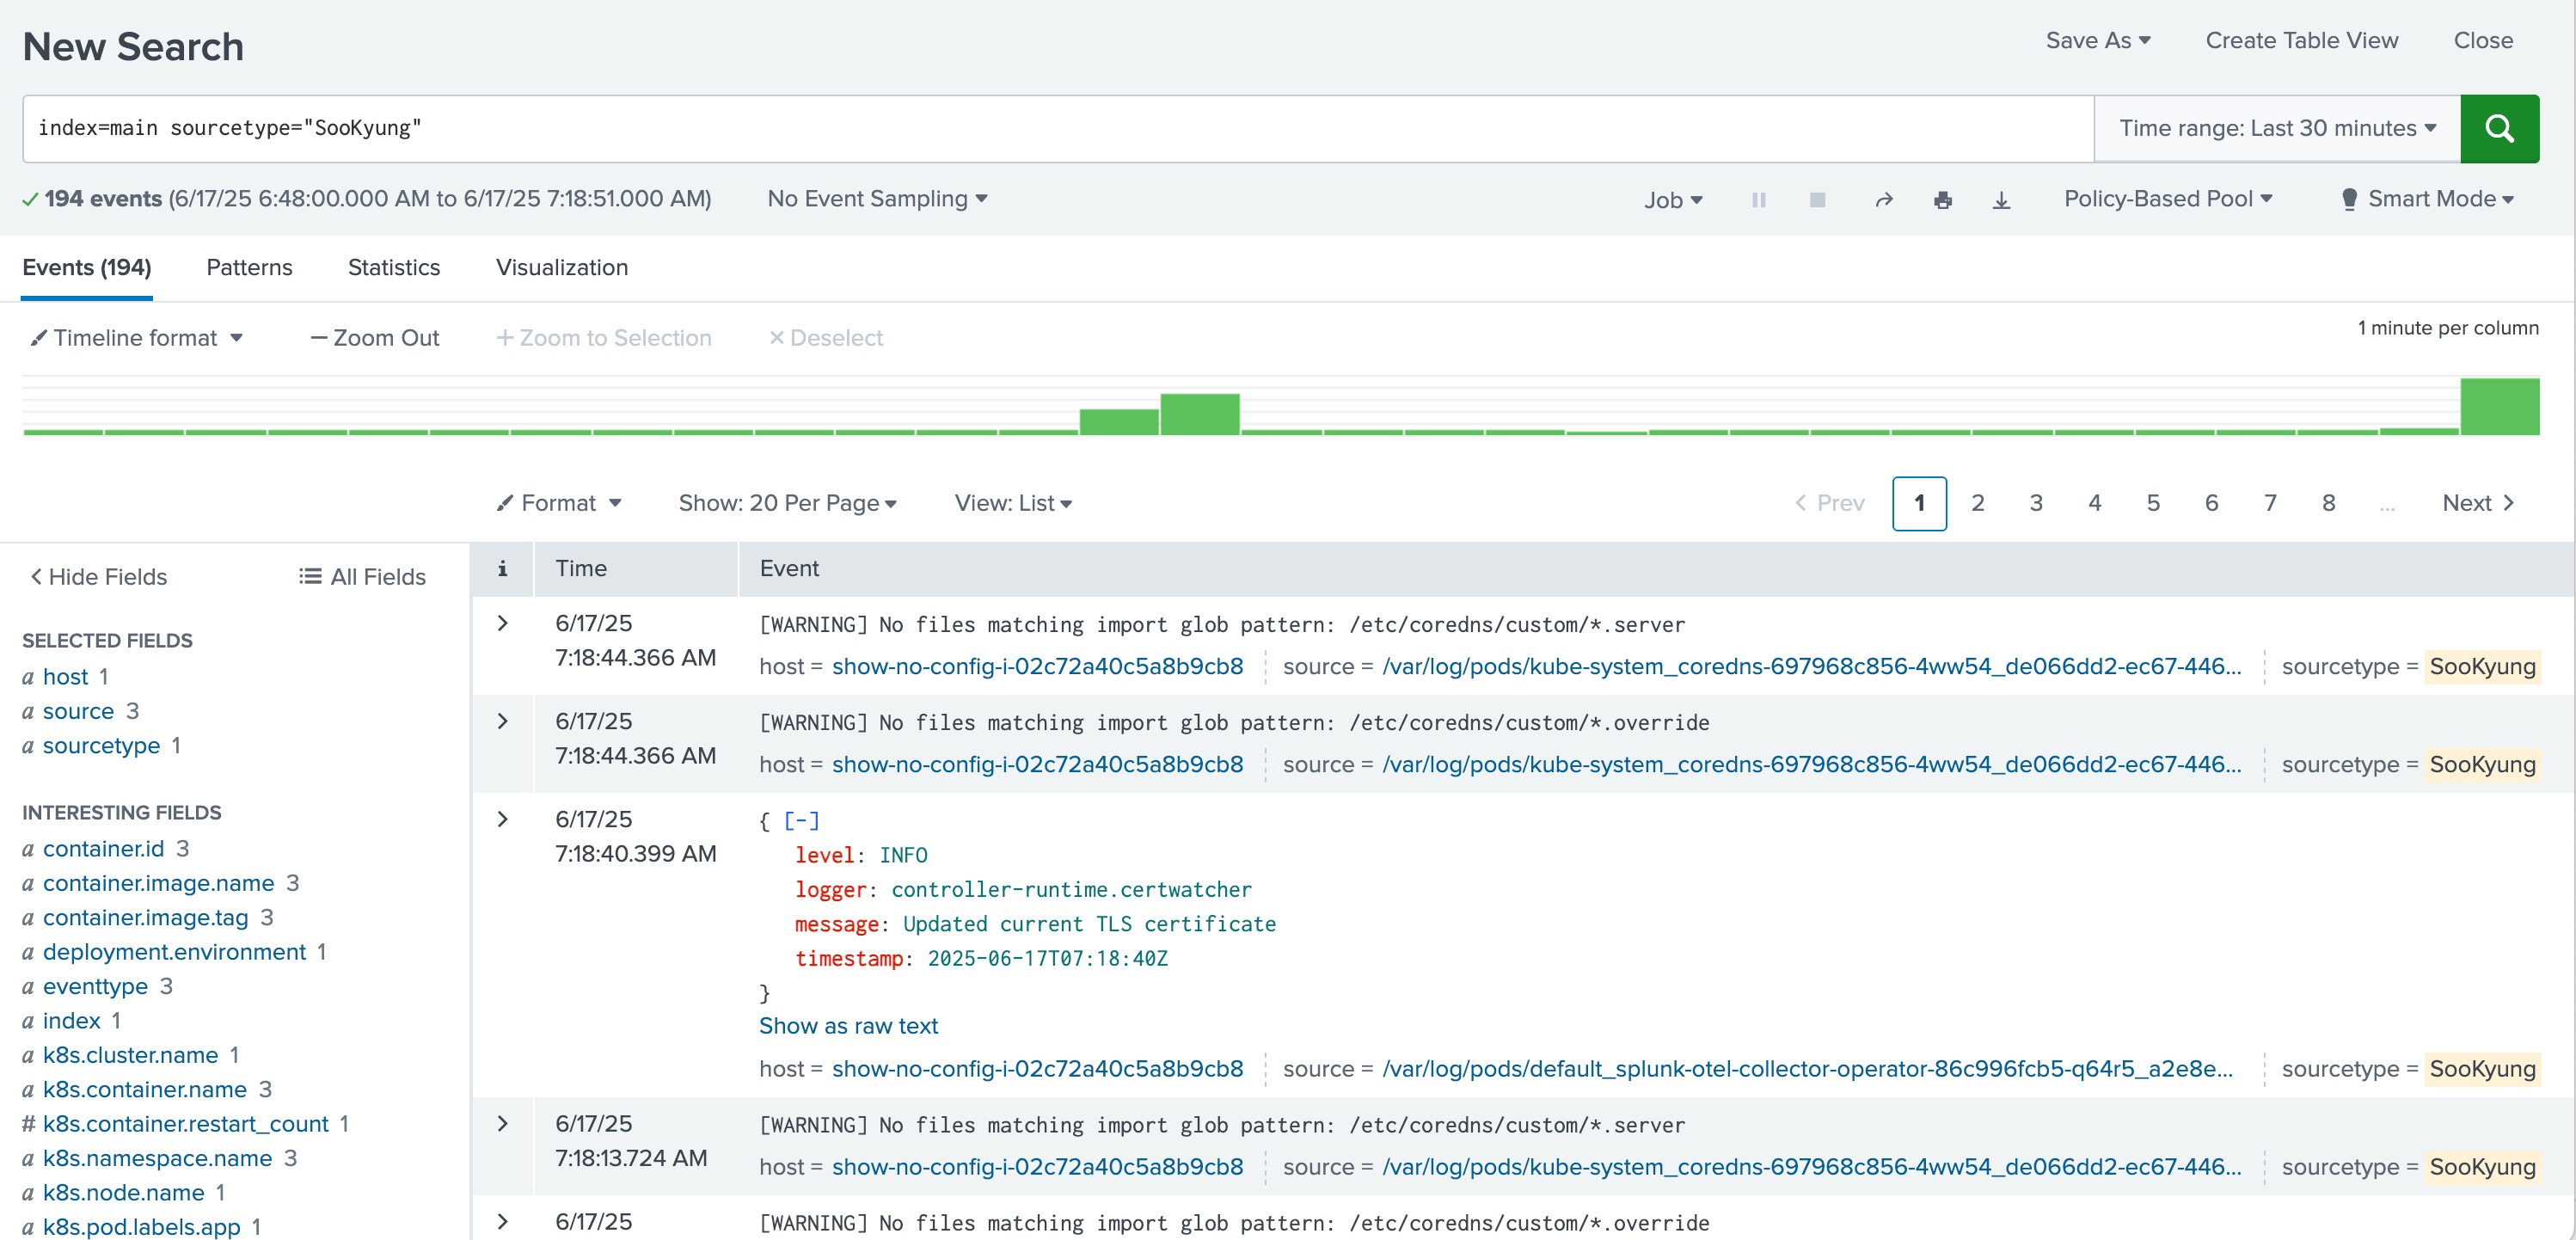 New Search
Save As Create Table View Close
index=main sourcetype="SooKyung"
Time range: Last 30 minutes
194 events (6/17/25 6:48:00.000 AM to 6/17/25 7:18:51.000 AM) No Event Sampling Job Policy-Based Pool Smart Mode
Events (194) Patterns Statistics Visualization
Timeline format Zoom Out Zoom to Selection Deselect
1 minute per column
Format Show: 20 Per Page View: List Prev 1 2 3 4 5 6 7 8 ... Next
Hide Fields All Fields
SELECTED FIELDS
a host 1
a source 3
a sourcetype 1
INTERESTING FIELDS
a container.id 3
a container.image.name 3
a container.image.tag 3
a deployment.environment 1
a eventtype 3
a index 1
a k8s.cluster.name 1
a k8s.container.name 3
# k8s.container.restart_count 1
a k8s.namespace.name 3
a k8s.node.name 1
a k8s.pod.labels.app 1
i Time Event
6/17/25
7:18:44.366 AM
[WARNING] No files matching import glob pattern: /etc/coredns/custom/*.server
host = show-no-config-i-02c72a40c5a8b9cb8 source = /var/log/pods/kube-system_coredns-697968c856-4ww54_de066dd2-ec67-446... sourcetype = SooKyung
6/17/25
7:18:44.366 AM
[WARNING] No files matching import glob pattern: /etc/coredns/custom/*.override
host = show-no-config-i-02c72a40c5a8b9cb8 source = /var/log/pods/kube-system_coredns-697968c856-4ww54_de066dd2-ec67-446... sourcetype = SooKyung
6/17/25
7:18:40.399 AM
{ [-]
level: INFO
logger: controller-runtime.certwatcher
message: Updated current TLS certificate
timestamp: 2025-06-17T07:18:40Z
}
Show as raw text
host = show-no-config-i-02c72a40c5a8b9cb8 source = /var/log/pods/default_splunk-otel-collector-operator-86c996fcb5-q64r5_a2e8e... sourcetype = SooKyung
6/17/25
7:18:13.724 AM
[WARNING] No files matching import glob pattern: /etc/coredns/custom/*.server
host = show-no-config-i-02c72a40c5a8b9cb8 source = /var/log/pods/kube-system_coredns-697968c856-4ww54_de066dd2-ec67-446... sourcetype = SooKyung
6/17/25
[WARNING] No files matching import glob pattern: /etc/coredns/custom/*.override